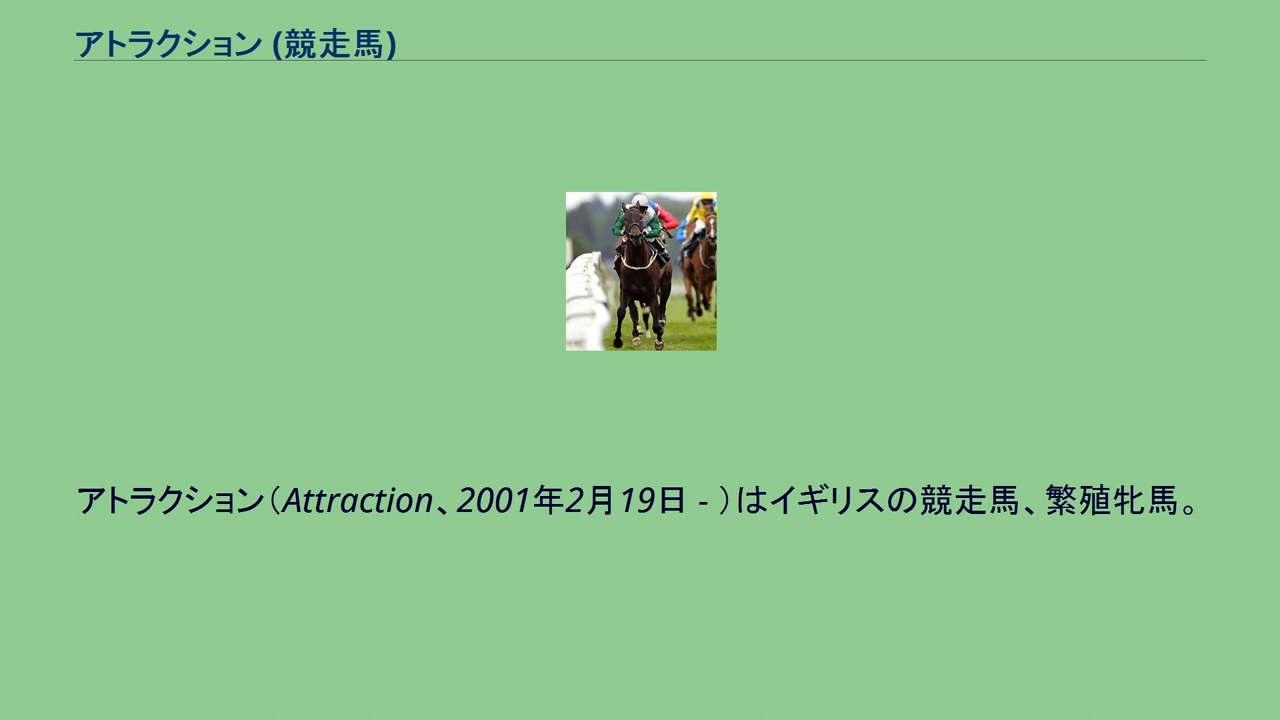 アトラクション (競走馬)
アトラクション（Attraction、2001年2月19日 - ）はイギリスの競走馬、繁殖牝馬。